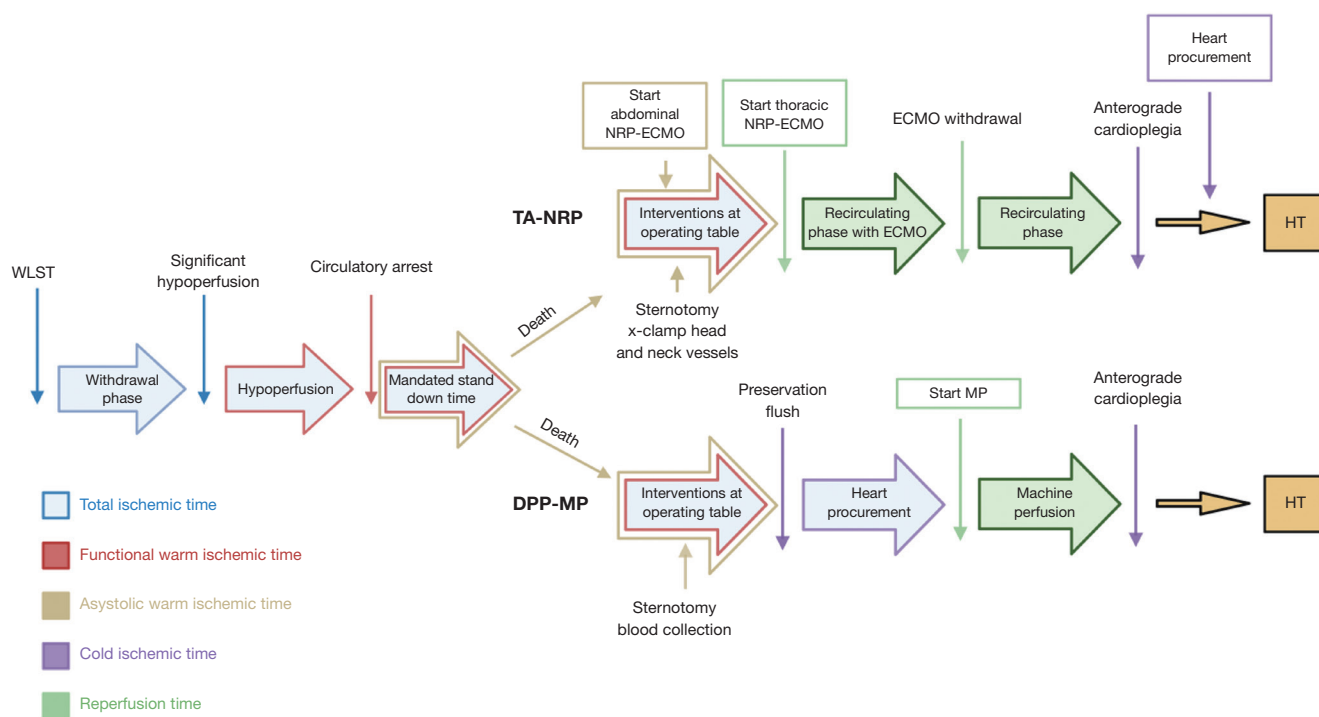 Heart
procurement
Start
abdominal
NRP-ECMO
Start thoracic
NRP-ECMO
ECMO withdrawal
Anterograde
cardioplegia
TA-NRP
Interventions at
operating table
Recirculating
phase with ECMO
Recirculating
phase
HT
WLST
Significant
hypoperfusion
Circulatory arrest
Death
Sternotomy
x-clamp head
and neck vessels
Withdrawal
phase
Hypoperfusion
Mandated stand
down time
Death
Preservation
flush
Start MP
Anterograde
cardioplegia
DPP-MP
Interventions at
operating table
Heart
procurement
Machine
perfusion
HT
Sternotomy
blood collection
Total ischemic time
Functional warm ischemic time
Asystolic warm ischemic time
Cold ischemic time
Reperfusion time